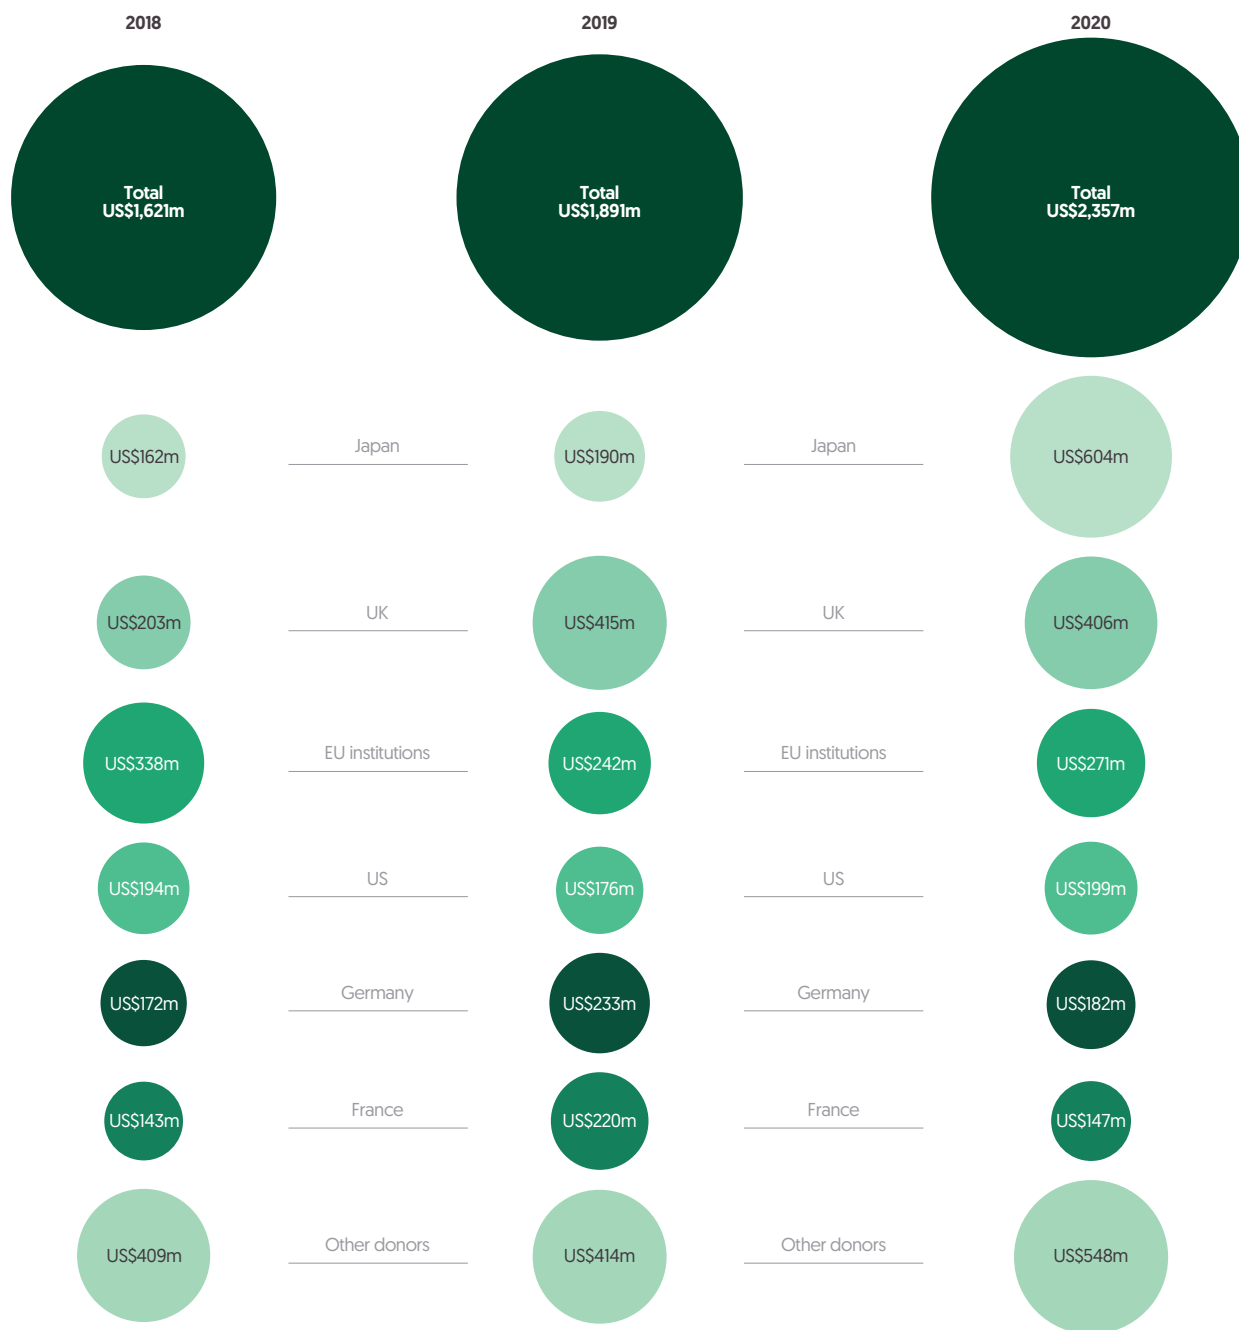 2018
2019
2020
Total
US$1,621m
Total
US$1,891m
Total
US$2,357m
US$162m
Japan
US$190m
Japan
US$604m
US$203m
UK
US$415m
UK
US$406m
US$338m
EU institutions
US$242m
EU institutions
US$271m
US$194m
US
US$176m
US
US$199m
US$172m
Germany
US$233m
Germany
US$182m
US$143m
France
US$220m
France
US$147m
US$409m
Other donors
US$414m
Other donors
US$548m